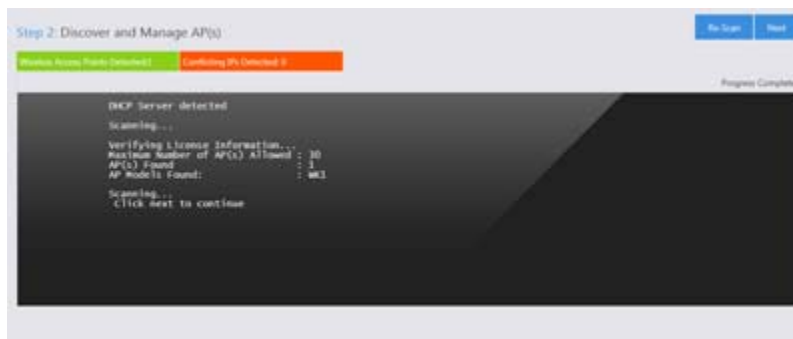 Step 2: Discover and Manage AP(s)
Re-Scan Next
Wireless Access Points Detected:1 Conflicting IPs Detected: 0
Progress Complete
DHCP Server detected
Scanning...
Verifying License Information...
Maximum Number of AP(s) Allowed : 30
AP(s) Found : 1
AP Models Found: :
Scanning...
Click next to continue